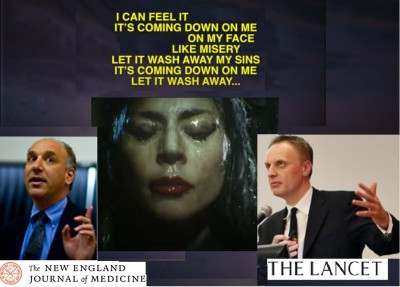 I CAN FEEL IT
IT'S COMING DOWN ON ME
ON MY FACE
LIKE MISERY
LET IT WASH AWAY MY SINS
IT'S COMING DOWN ON ME
LET IT WASH AWAY...
The NEW ENGLAND
JOURNAL of MEDICINE
THE LANCET